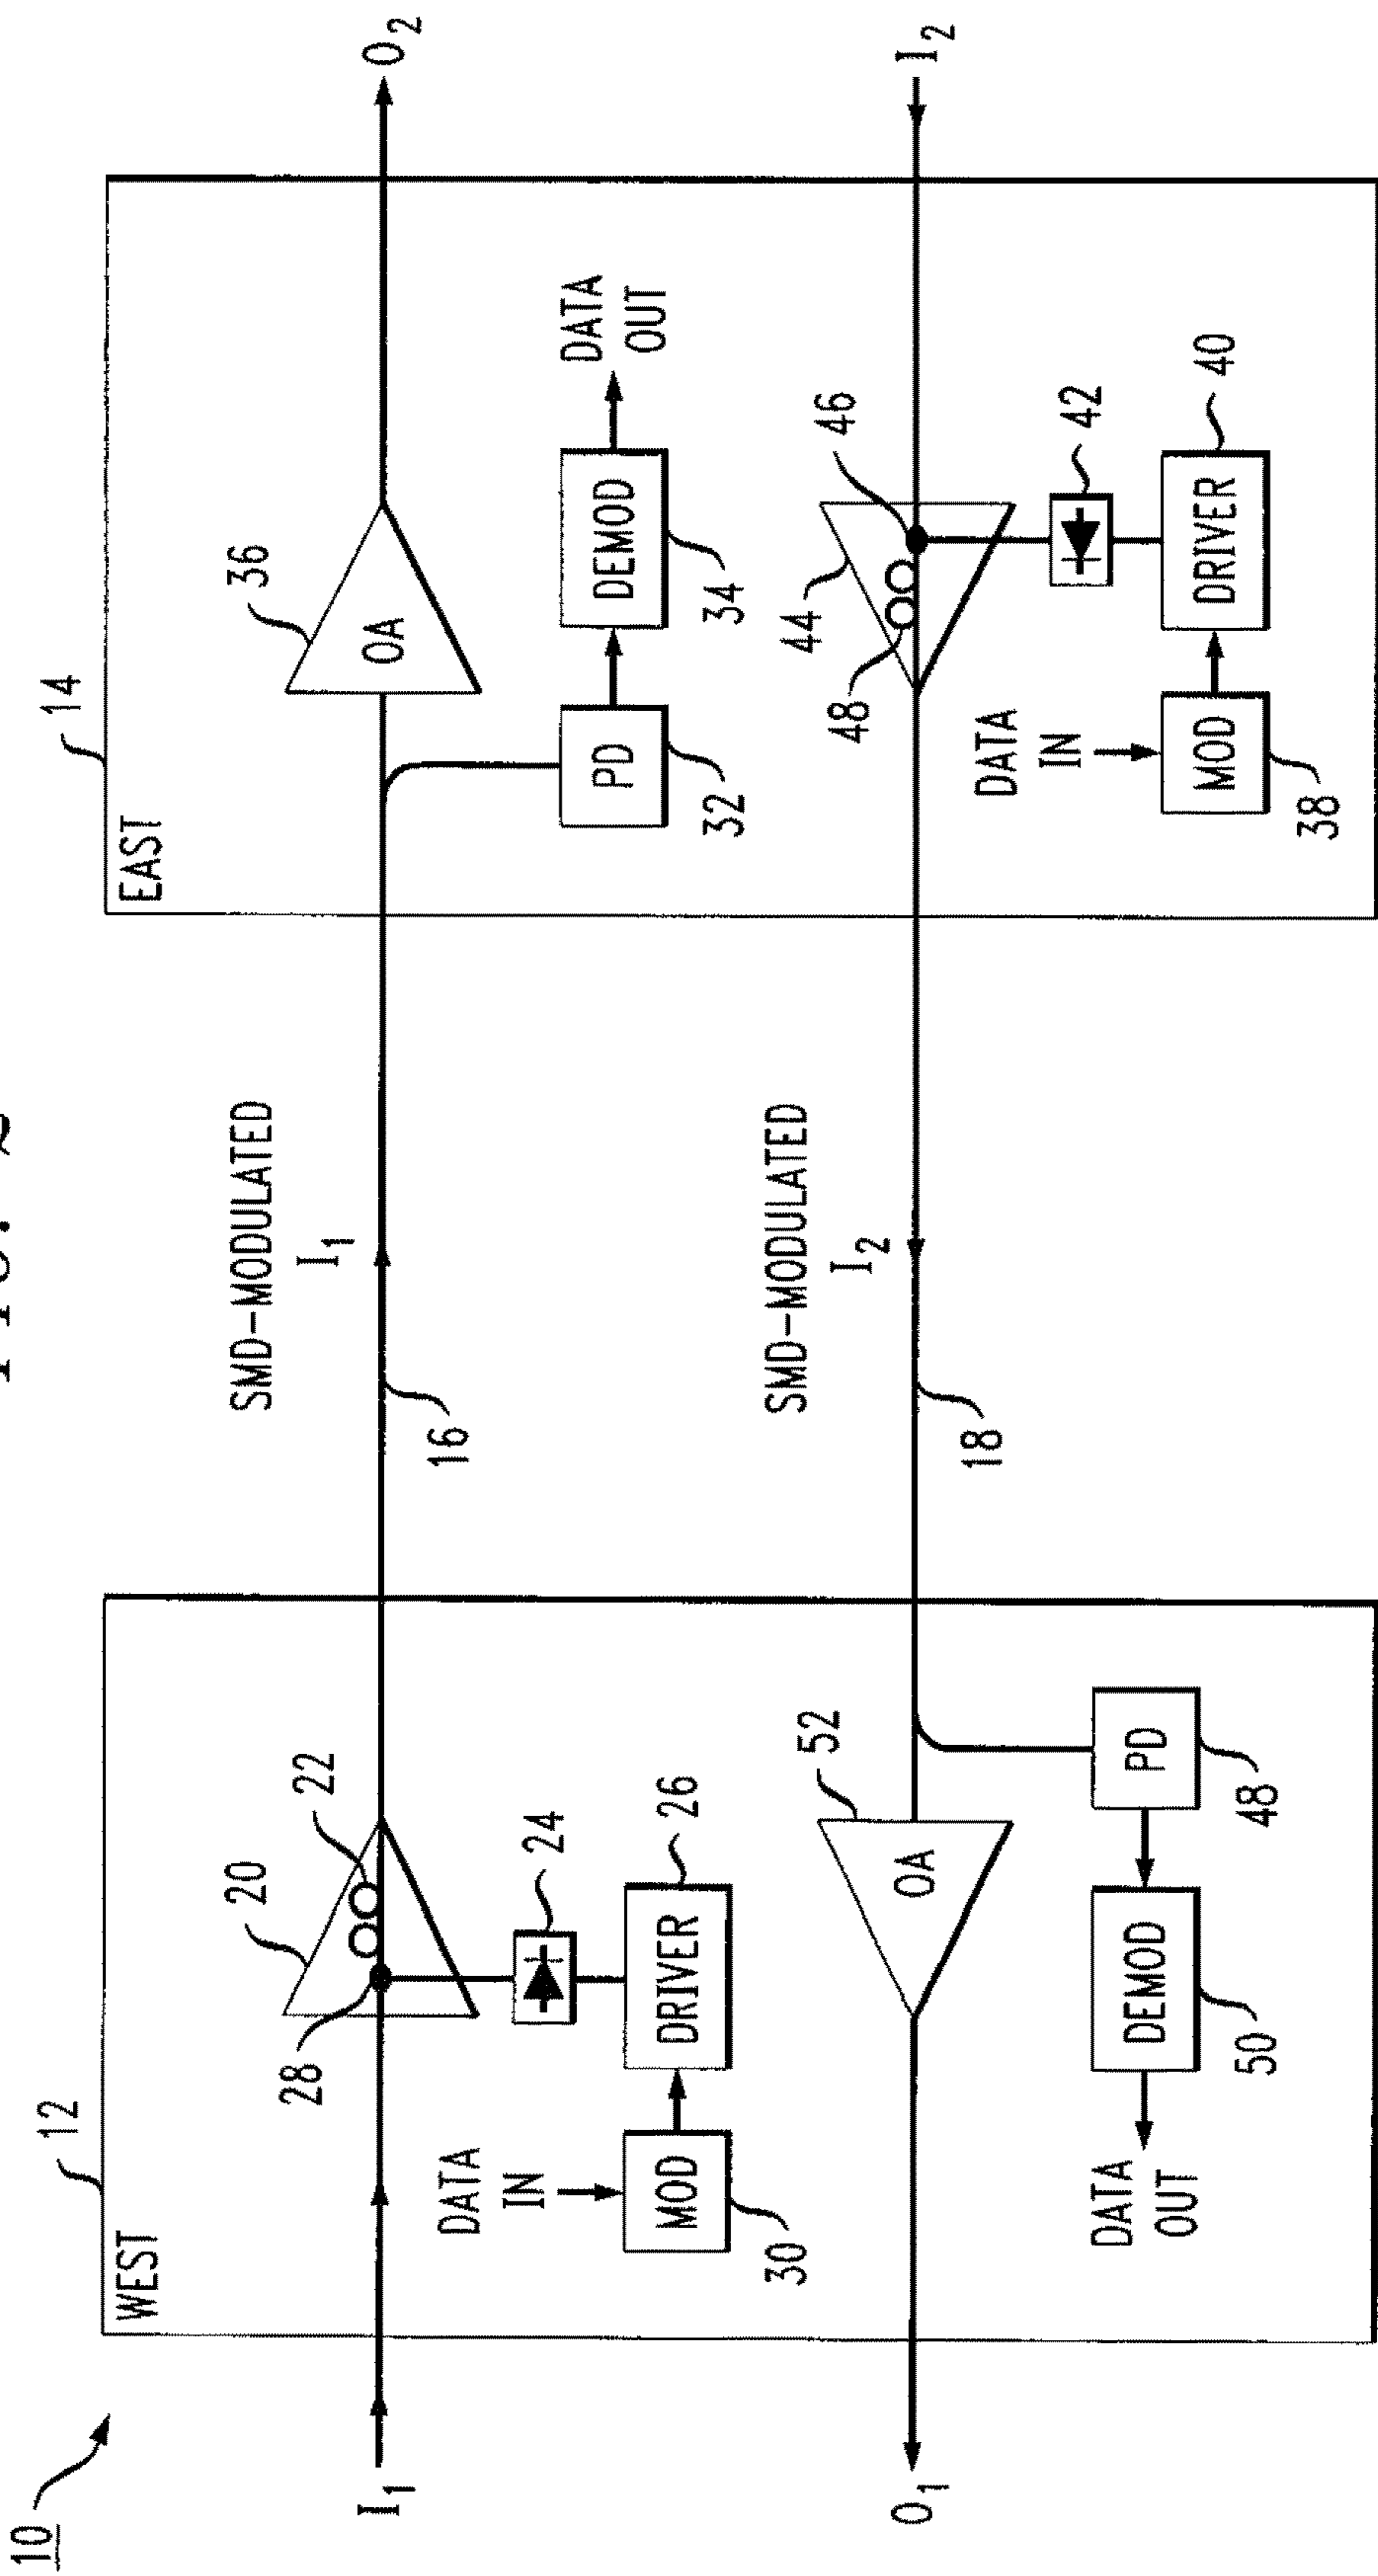 10
12
WEST
14
EAST
I1
20
22
28
SMD-MODULATED
I1
16
36
OA
O2
24
DATA
IN
DRIVER
26
MOD
30
PD
32
DEMOD
34
DATA
OUT
O1
52
OA
SMD-MODULATED
I2
18
44
46
48
I2
PD
48
DEMOD
50
DATA
OUT
42
DATA
IN
MOD
38
DRIVER
40